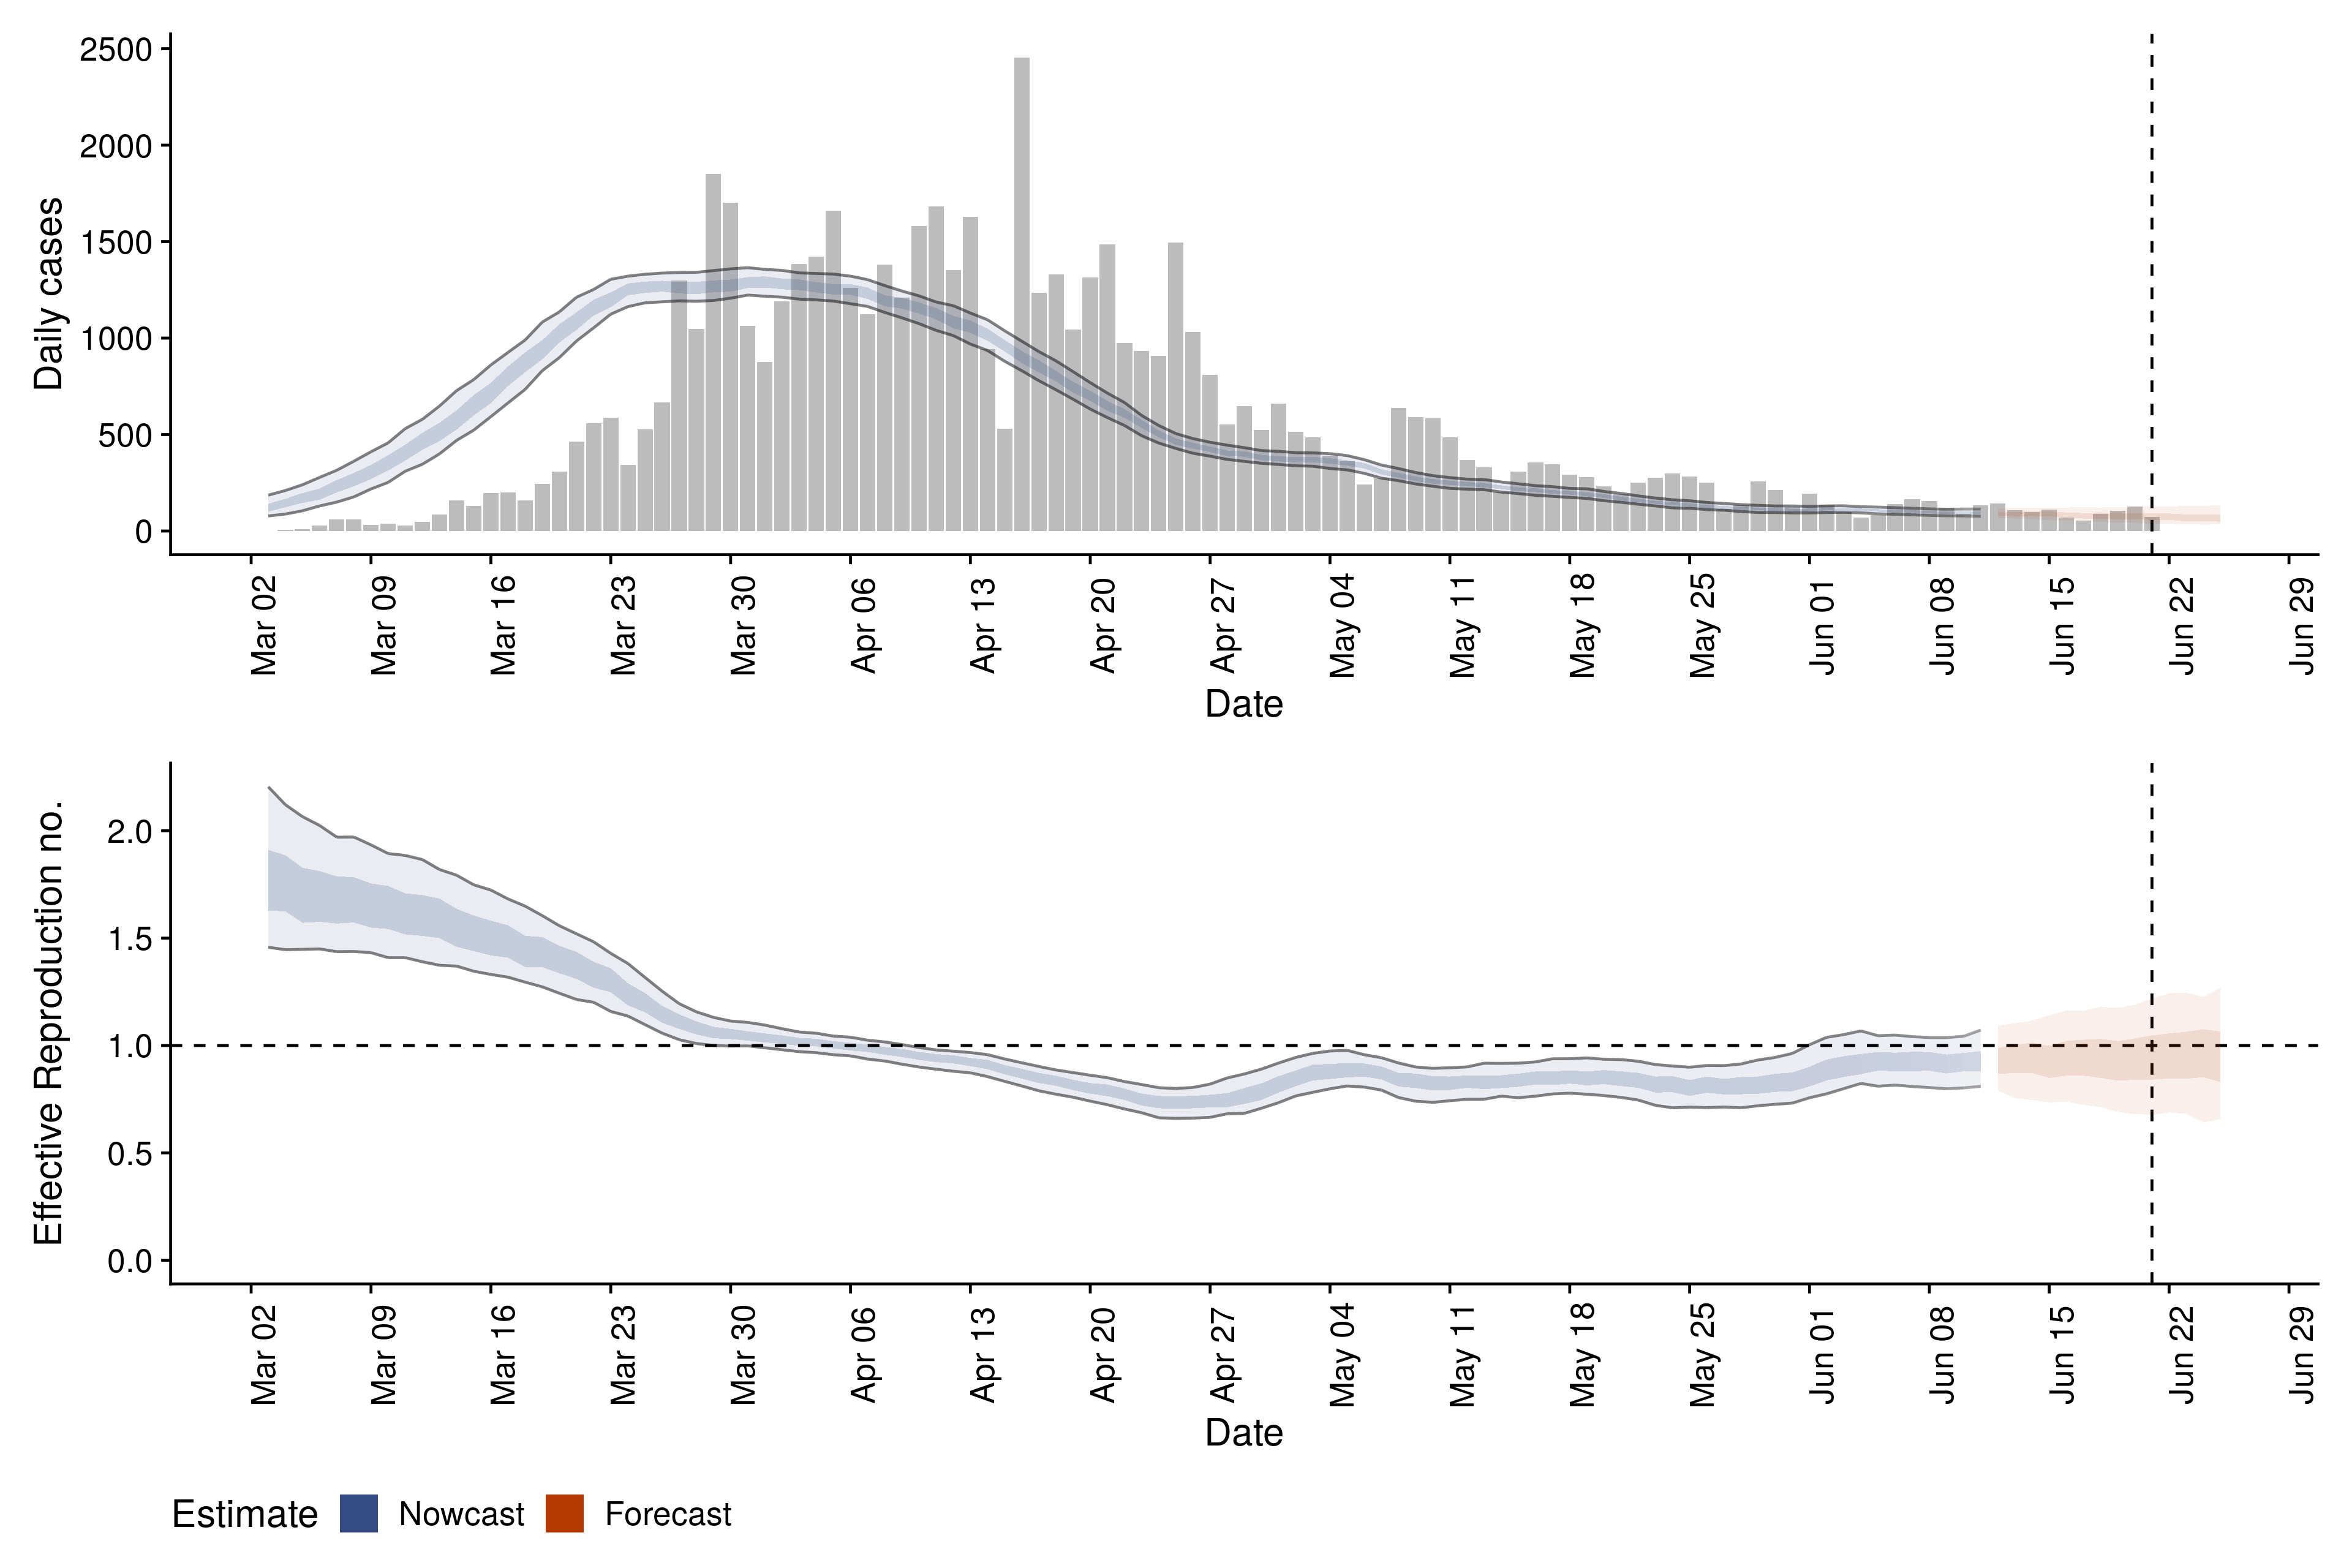 Daily cases
2500
2000
1500
1000
500
0
Mar 02 Mar 09 Mar 16 Mar 23 Mar 30 Apr 06 Apr 13 Apr 20 Apr 27 May 04 May 11 May 18 May 25 Jun 01 Jun 08 Jun 15 Jun 22 Jun 29
Date
Effective Reproduction no.
2.0
1.5
1.0
0.5
0.0
Mar 02 Mar 09 Mar 16 Mar 23 Mar 30 Apr 06 Apr 13 Apr 20 Apr 27 May 04 May 11 May 18 May 25 Jun 01 Jun 08 Jun 15 Jun 22 Jun 29
Date
Estimate Nowcast Forecast